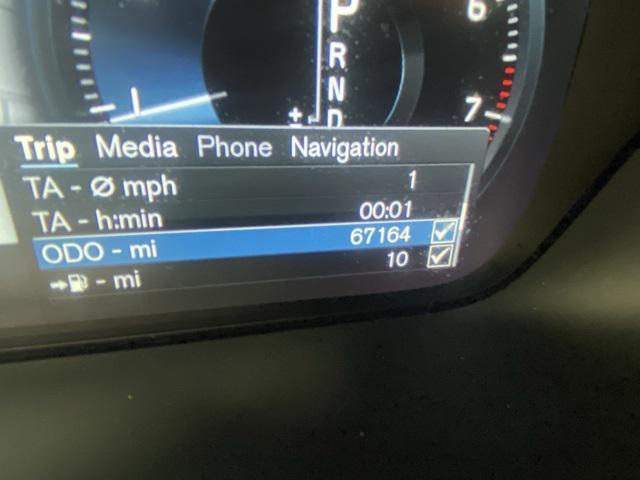 P
6
R
N
D
7
Trip Media Phone Navigation
TA - Ø mph 1
TA - h:min 00:01
ODO - mi 67164
- mi 10